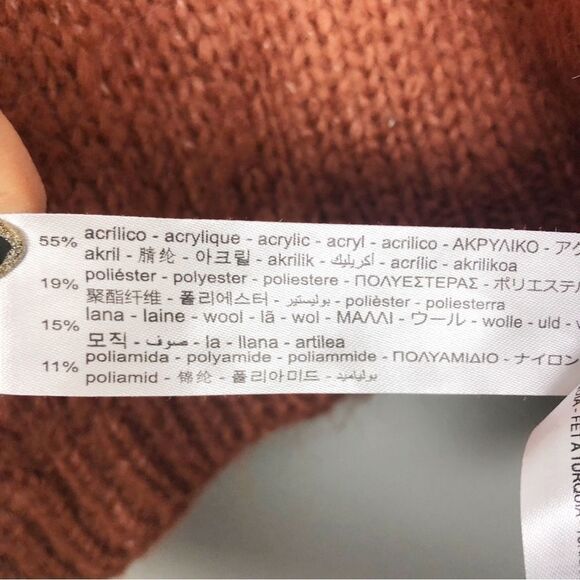 55% acrílico - acrylique - acrylic - acryl - acrilico - ΑΚΡΥΛΙΚΟ - アク
akril - 腈纶 - 아크릴 - akrilik - أكريليك - acrílic - akrilikoa
19% poliéster - polyester - poliestere - ΠΟΛΥΕΣΤΕΡΑΣ - ポリエステル
聚酯纤维 - 폴리에스터 - بوليستير - polièster - poliesterra
15% lana - laine - wool - lã - wol - ΜΑΛΛΙ - ウール - wolle - uld -
모직 - صوف - la - llana - artilea
11% poliamida - polyamide - poliammide - ΠΟΛΥΑΜΙΔΙΟ - ナイロン
poliamid - 锦纶 - 폴리아미드 - بولياميد
FET A TURQUIA